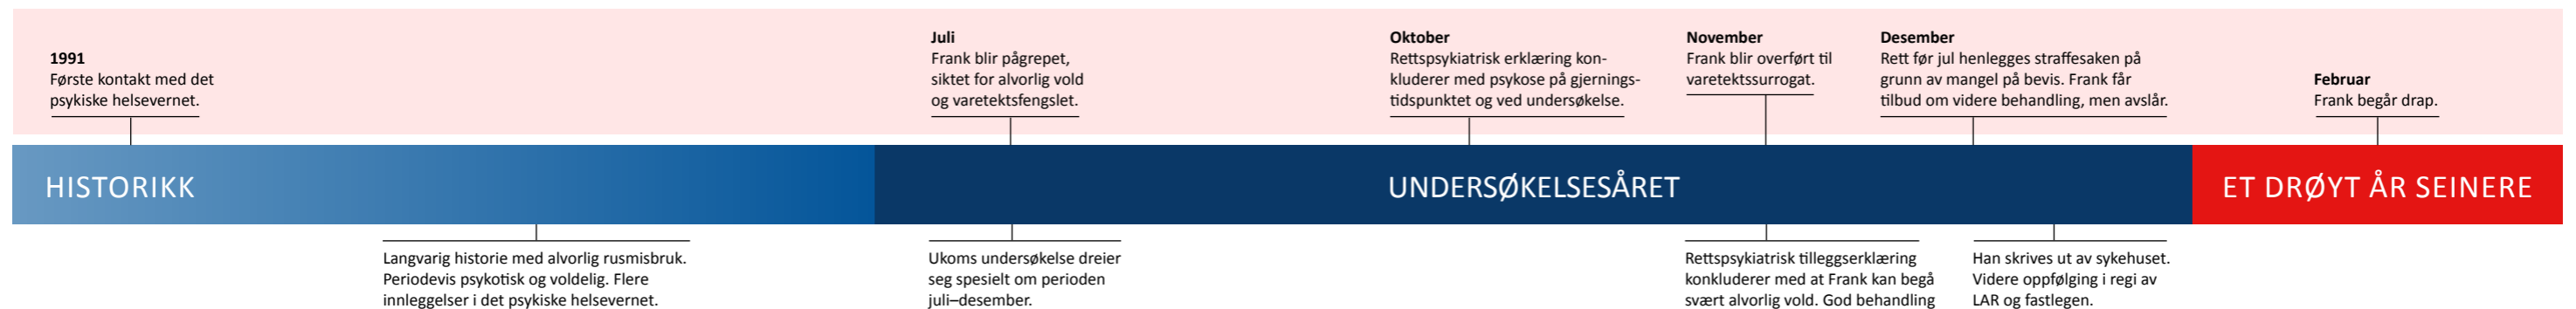 1991
Første kontakt med det
psykiske helsevernet.
Juli
Frank blir pågrepet,
siktet for alvorlig vold
og varetektsfengslet.
Oktober
Rettspsykiatrisk erklæring kon-
kluderer med psykose på gjernings-
tidspunktet og ved undersøkelse.
November
Frank blir overført til
varetektssurrogat.
Desember
Rett før jul henlegges straffesaken på
grunn av mangel på bevis. Frank får
tilbud om videre behandling, men avslår.
Februar
Frank begår drap.
HISTORIKK
UNDERSØKELSESÅRET
ET DRØYT ÅR SEINERE
Langvarig historie med alvorlig rusmisbruk.
Periodevis psykotisk og voldelig. Flere
innleggelser i det psykiske helsevernet.
Ukoms undersøkelse dreier
seg spesielt om perioden
juli–desember.
Rettspsykiatrisk tilleggserklæring
konkluderer med at Frank kan begå
svært alvorlig vold. God behandling
Han skrives ut av sykehuset.
Videre oppfølging i regi av
LAR og fastlegen.